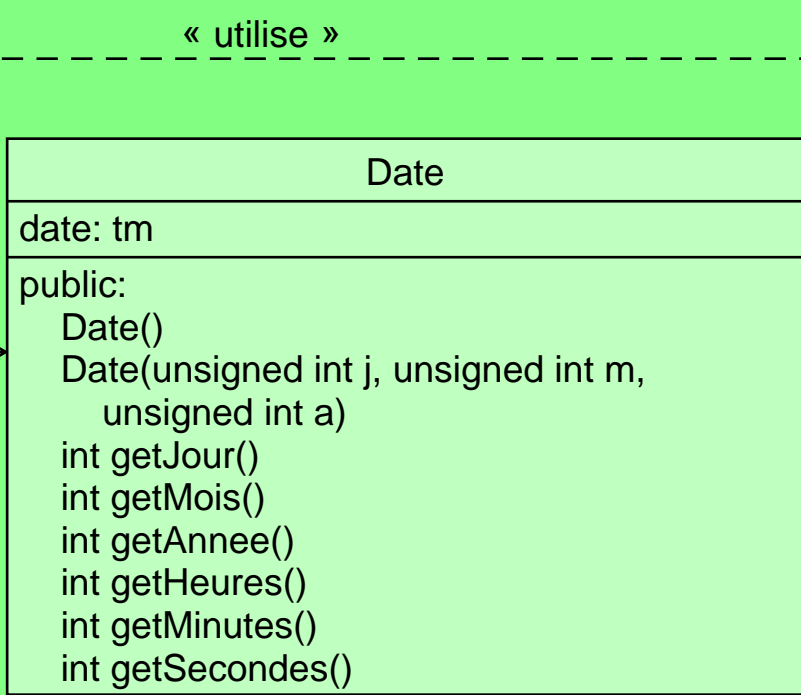 « utilise »
Date
date: tm
public:
Date()
Date(unsigned int j, unsigned int m,
unsigned int a)
int getJour()
int getMois()
int getAnnee()
int getHeures()
int getMinutes()
int getSecondes()